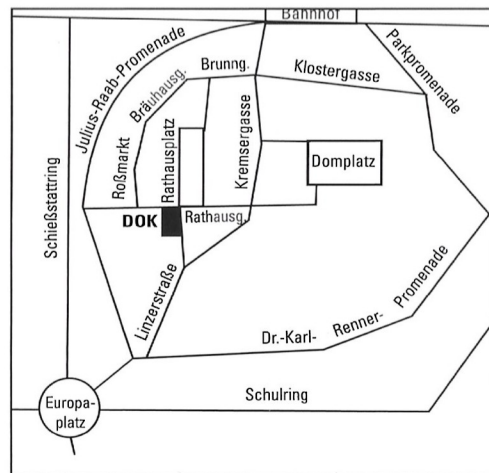 Bahnhof
Julius-Raab-Promenade
Bräuhausg.
Brunng.
Klostergasse
Parkpromenade
Schießstattring
Roßmarkt
Rathausplatz
Kremsergasse
Domplatz
DOK
Rathausg.
Linzerstraße
Dr.-Karl-
Renner-
Promenade
Europa-
platz
Schulring